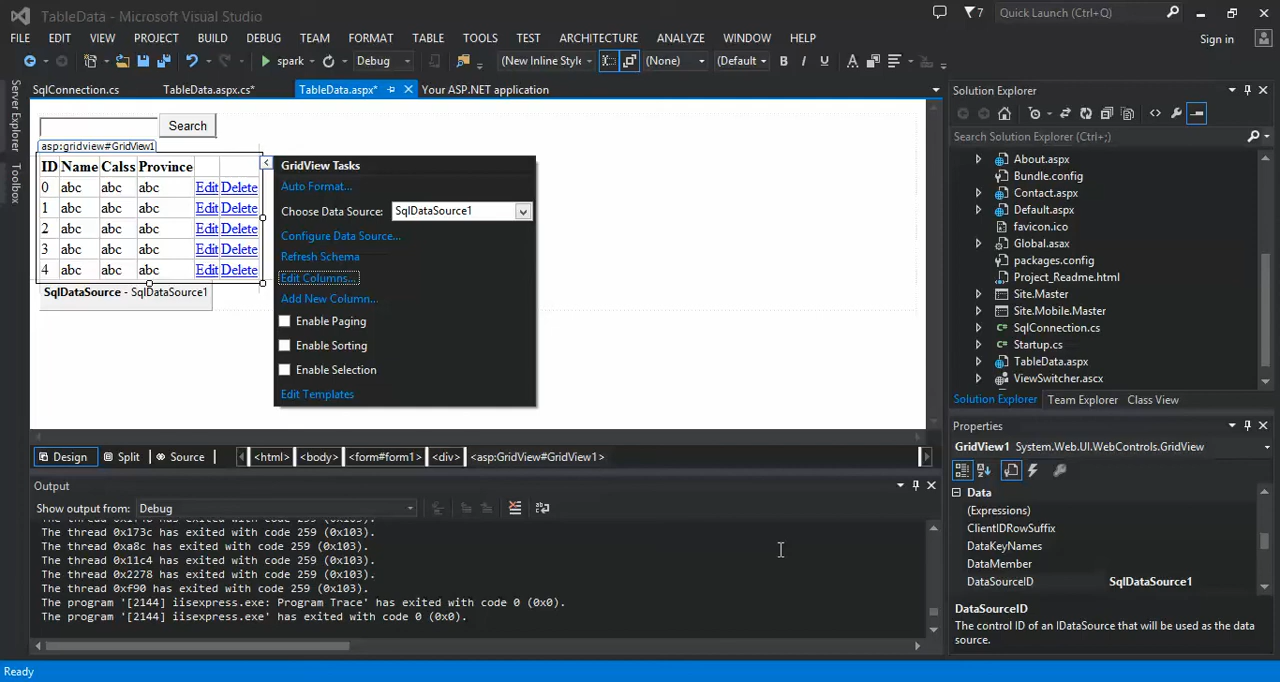 TableData - Microsoft Visual Studio
7
Quick Launch (Ctrl+Q)
FILE EDIT VIEW PROJECT BUILD DEBUG TEAM FORMAT TABLE TOOLS TEST ARCHITECTURE ANALYZE WINDOW HELP
Sign in
spark Debug (New Inline Style (None) (Default B I U A
Server Explorer
Toolbox
SqlConnection.cs TableData.aspx.cs* TableData.aspx* Your ASP.NET application
Search
asp:gridview#GridView1
ID Name Calss Province
0 abc abc abc Edit Delete
1 abc abc abc Edit Delete
2 abc abc abc Edit Delete
3 abc abc abc Edit Delete
4 abc abc abc Edit Delete
SqlDataSource - SqlDataSource1
GridView Tasks
Auto Format...
Choose Data Source: SqlDataSource1
Configure Data Source...
Refresh Schema
Edit Columns...
Add New Column...
Enable Paging
Enable Sorting
Enable Selection
Edit Templates
Design Split Source <html> <body> <form#form1> <div> <asp:GridView#GridView1>
Output
Show output from: Debug
The thread 0x173c has exited with code 259 (0x103).
The thread 0xa8c has exited with code 259 (0x103).
The thread 0x11c4 has exited with code 259 (0x103).
The thread 0x2278 has exited with code 259 (0x103).
The thread 0xf90 has exited with code 259 (0x103).
The program '[2144] iisexpress.exe: Program Trace' has exited with code 0 (0x0).
The program '[2144] iisexpress.exe' has exited with code 0 (0x0).
Solution Explorer
Search Solution Explorer (Ctrl+;)
About.aspx
Bundle.config
Contact.aspx
Default.aspx
favicon.ico
Global.asax
packages.config
Project_Readme.html
Site.Master
Site.Mobile.Master
SqlConnection.cs
Startup.cs
TableData.aspx
ViewSwitcher.ascx
Solution Explorer Team Explorer Class View
Properties
GridView1 System.Web.UI.WebControls.GridView
Data
(Expressions)
ClientIDRowSuffix
DataKeyNames
DataMember
DataSourceID SqlDataSource1
DataSourceID
The control ID of an IDataSource that will be used as the data
source.
Ready